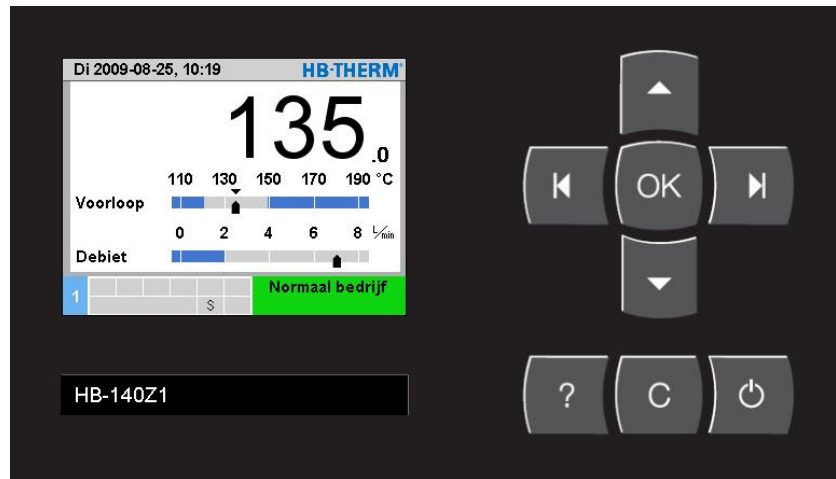 Di 2009-08-25, 10:19 HB-THERM®
135.0
110 130 150 170 190 °C
Voorloop
0 2 4 6 8 L/min
Debiet
1 S Normaal bedrijf
HB-140Z1
OK
? C